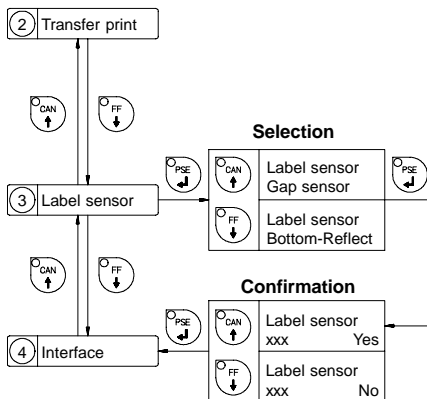 2 Transfer print
CAN FF
Selection
PSE CAN Label sensor PSE
Gap sensor
3 Label sensor
FF Label sensor
Bottom-Reflect
CAN FF
Confirmation
PSE CAN Label sensor
xxx Yes
4 Interface
FF Label sensor
xxx No